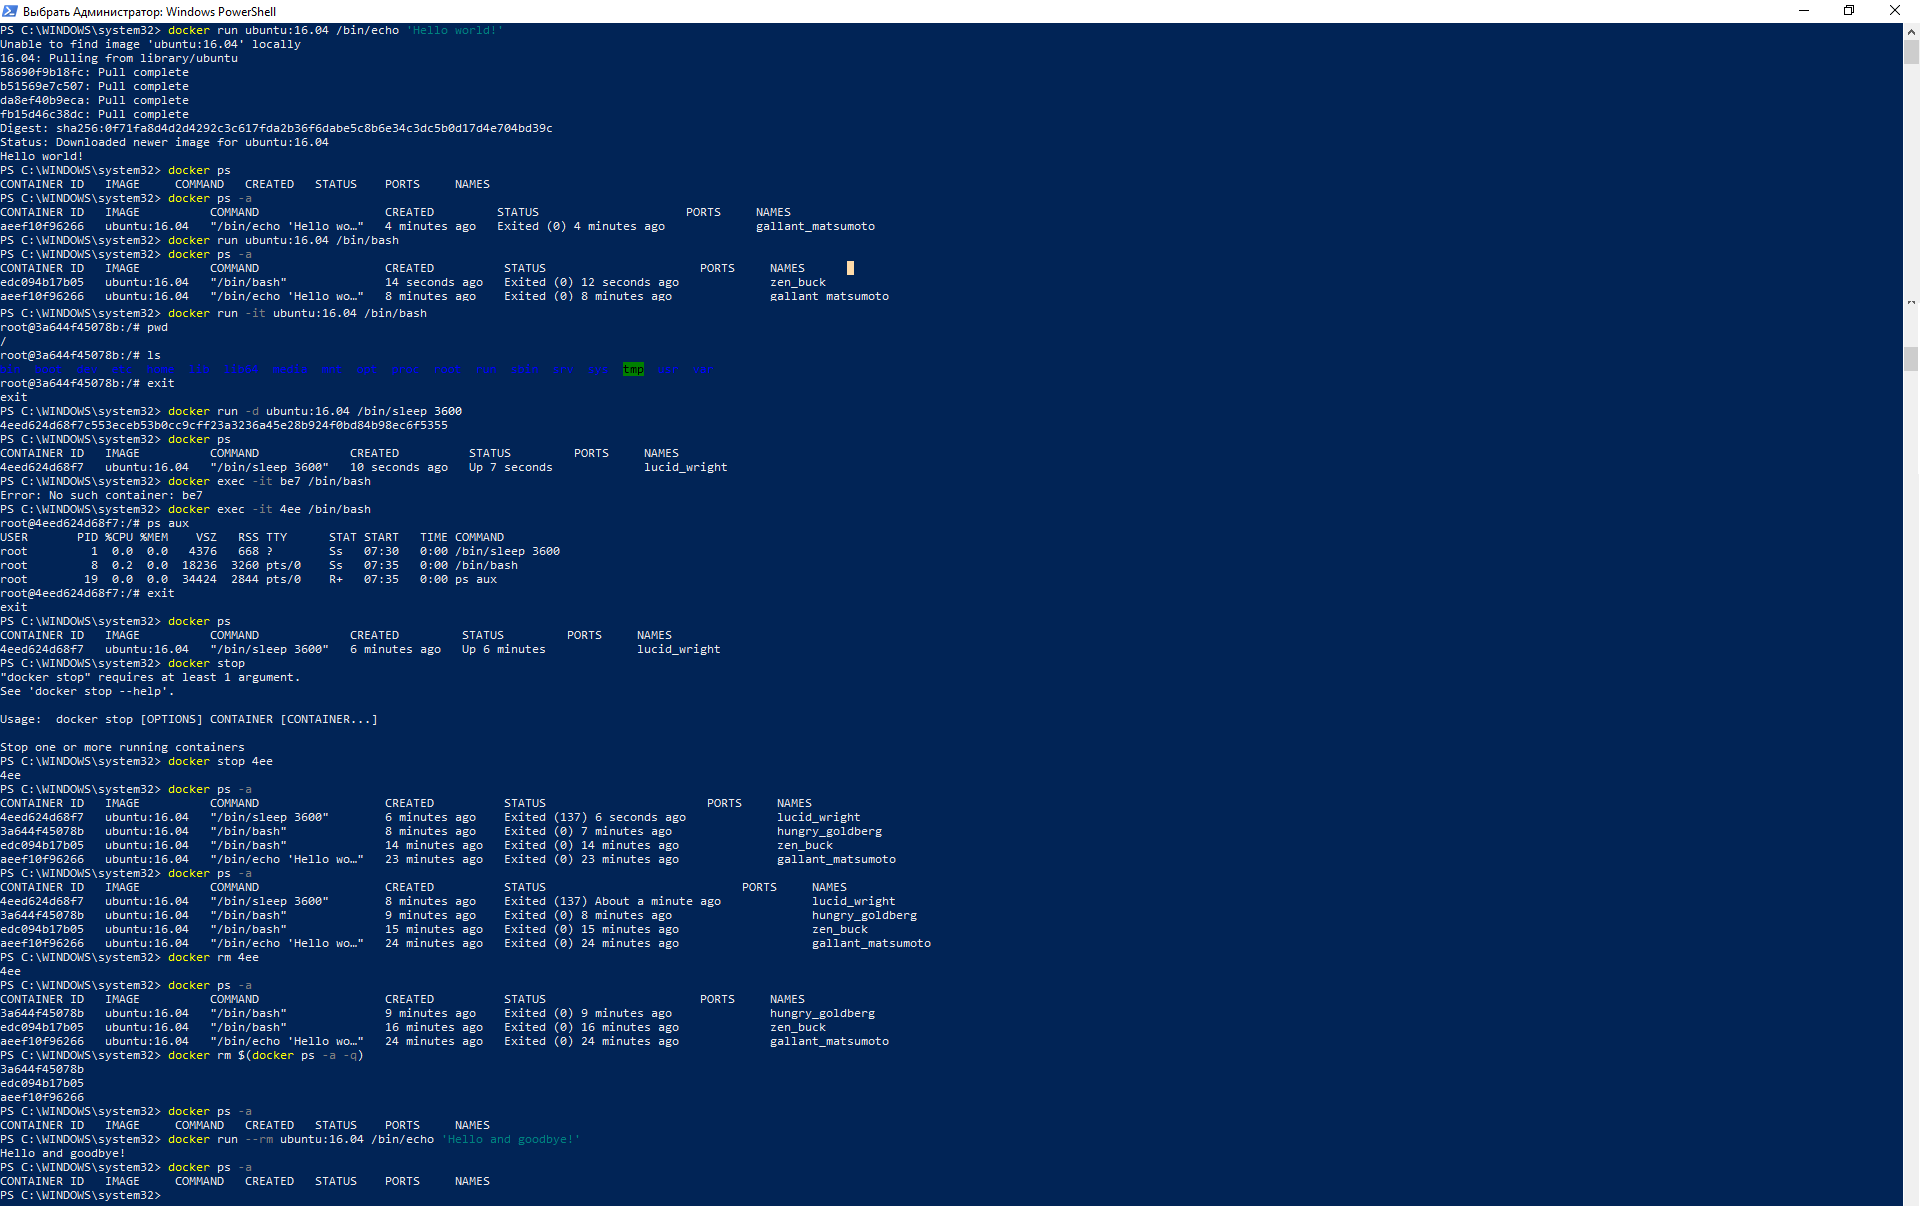 Выбрать Администратор: Windows PowerShell
PS C:\WINDOWS\system32> docker run ubuntu:16.04 /bin/echo 'Hello world!'
Unable to find image 'ubuntu:16.04' locally
16.04: Pulling from library/ubuntu
58690f9b18fc: Pull complete
b51569e7c507: Pull complete
da8ef40b9eca: Pull complete
fb15d46c38dc: Pull complete
Digest: sha256:0f71fa8d4d2d4292c3c617fda2b36f6dabe5c8b6e34c3dc5b0d17d4e704bd39c
Status: Downloaded newer image for ubuntu:16.04
Hello world!
PS C:\WINDOWS\system32> docker ps
CONTAINER ID   IMAGE     COMMAND   CREATED   STATUS    PORTS     NAMES
PS C:\WINDOWS\system32> docker ps -a
CONTAINER ID   IMAGE          COMMAND                  CREATED         STATUS                     PORTS     NAMES
aeef10f96266   ubuntu:16.04   "/bin/echo 'Hello wo…"   4 minutes ago   Exited (0) 4 minutes ago             gallant_matsumoto
PS C:\WINDOWS\system32> docker run ubuntu:16.04 /bin/bash
PS C:\WINDOWS\system32> docker ps -a
CONTAINER ID   IMAGE          COMMAND                  CREATED          STATUS                      PORTS     NAMES
edc094b17b05   ubuntu:16.04   "/bin/bash"              14 seconds ago   Exited (0) 12 seconds ago             zen_buck
aeef10f96266   ubuntu:16.04   "/bin/echo 'Hello wo…"   8 minutes ago    Exited (0) 8 minutes ago              gallant_matsumoto
PS C:\WINDOWS\system32> docker run -it ubuntu:16.04 /bin/bash
root@3a644f45078b:/# pwd
/
root@3a644f45078b:/# ls
tmp
root@3a644f45078b:/# exit
exit
PS C:\WINDOWS\system32> docker run -d ubuntu:16.04 /bin/sleep 3600
4eed624d68f7c553eceb53b0cc9cff23a3236a45e28b924f0bd84b98ec6f5355
PS C:\WINDOWS\system32> docker ps
CONTAINER ID   IMAGE          COMMAND             CREATED          STATUS         PORTS     NAMES
4eed624d68f7   ubuntu:16.04   "/bin/sleep 3600"   10 seconds ago   Up 7 seconds             lucid_wright
PS C:\WINDOWS\system32> docker exec -it be7 /bin/bash
Error: No such container: be7
PS C:\WINDOWS\system32> docker exec -it 4ee /bin/bash
root@4eed624d68f7:/# ps aux
USER       PID %CPU %MEM    VSZ   RSS TTY      STAT START   TIME COMMAND
root         1  0.0  0.0   4376   668 ?        Ss   07:30   0:00 /bin/sleep 3600
root         8  0.2  0.0  18236  3260 pts/0    Ss   07:35   0:00 /bin/bash
root        19  0.0  0.0  34424  2844 pts/0    R+   07:35   0:00 ps aux
root@4eed624d68f7:/# exit
exit
PS C:\WINDOWS\system32> docker ps
CONTAINER ID   IMAGE          COMMAND             CREATED         STATUS         PORTS     NAMES
4eed624d68f7   ubuntu:16.04   "/bin/sleep 3600"   6 minutes ago   Up 6 minutes             lucid_wright
PS C:\WINDOWS\system32> docker stop
"docker stop" requires at least 1 argument.
See 'docker stop --help'.
Usage:  docker stop [OPTIONS] CONTAINER [CONTAINER...]
Stop one or more running containers
PS C:\WINDOWS\system32> docker stop 4ee
4ee
PS C:\WINDOWS\system32> docker ps -a
CONTAINER ID   IMAGE          COMMAND                  CREATED          STATUS                       PORTS     NAMES
4eed624d68f7   ubuntu:16.04   "/bin/sleep 3600"        6 minutes ago    Exited (137) 6 seconds ago             lucid_wright
3a644f45078b   ubuntu:16.04   "/bin/bash"              8 minutes ago    Exited (0) 7 minutes ago               hungry_goldberg
edc094b17b05   ubuntu:16.04   "/bin/bash"              14 minutes ago   Exited (0) 14 minutes ago              zen_buck
aeef10f96266   ubuntu:16.04   "/bin/echo 'Hello wo…"   23 minutes ago   Exited (0) 23 minutes ago              gallant_matsumoto
PS C:\WINDOWS\system32> docker ps -a
CONTAINER ID   IMAGE          COMMAND                  CREATED          STATUS                            PORTS     NAMES
4eed624d68f7   ubuntu:16.04   "/bin/sleep 3600"        8 minutes ago    Exited (137) About a minute ago             lucid_wright
3a644f45078b   ubuntu:16.04   "/bin/bash"              9 minutes ago    Exited (0) 8 minutes ago                    hungry_goldberg
edc094b17b05   ubuntu:16.04   "/bin/bash"              15 minutes ago   Exited (0) 15 minutes ago                   zen_buck
aeef10f96266   ubuntu:16.04   "/bin/echo 'Hello wo…"   24 minutes ago   Exited (0) 24 minutes ago                   gallant_matsumoto
PS C:\WINDOWS\system32> docker rm 4ee
4ee
PS C:\WINDOWS\system32> docker ps -a
CONTAINER ID   IMAGE          COMMAND                  CREATED          STATUS                      PORTS     NAMES
3a644f45078b   ubuntu:16.04   "/bin/bash"              9 minutes ago    Exited (0) 9 minutes ago              hungry_goldberg
edc094b17b05   ubuntu:16.04   "/bin/bash"              16 minutes ago   Exited (0) 16 minutes ago             zen_buck
aeef10f96266   ubuntu:16.04   "/bin/echo 'Hello wo…"   24 minutes ago   Exited (0) 24 minutes ago             gallant_matsumoto
PS C:\WINDOWS\system32> docker rm $(docker ps -a -q)
3a644f45078b
edc094b17b05
aeef10f96266
PS C:\WINDOWS\system32> docker ps -a
CONTAINER ID   IMAGE     COMMAND   CREATED   STATUS    PORTS     NAMES
PS C:\WINDOWS\system32> docker run --rm ubuntu:16.04 /bin/echo 'Hello and goodbye!'
Hello and goodbye!
PS C:\WINDOWS\system32> docker ps -a
CONTAINER ID   IMAGE     COMMAND   CREATED   STATUS    PORTS     NAMES
PS C:\WINDOWS\system32>